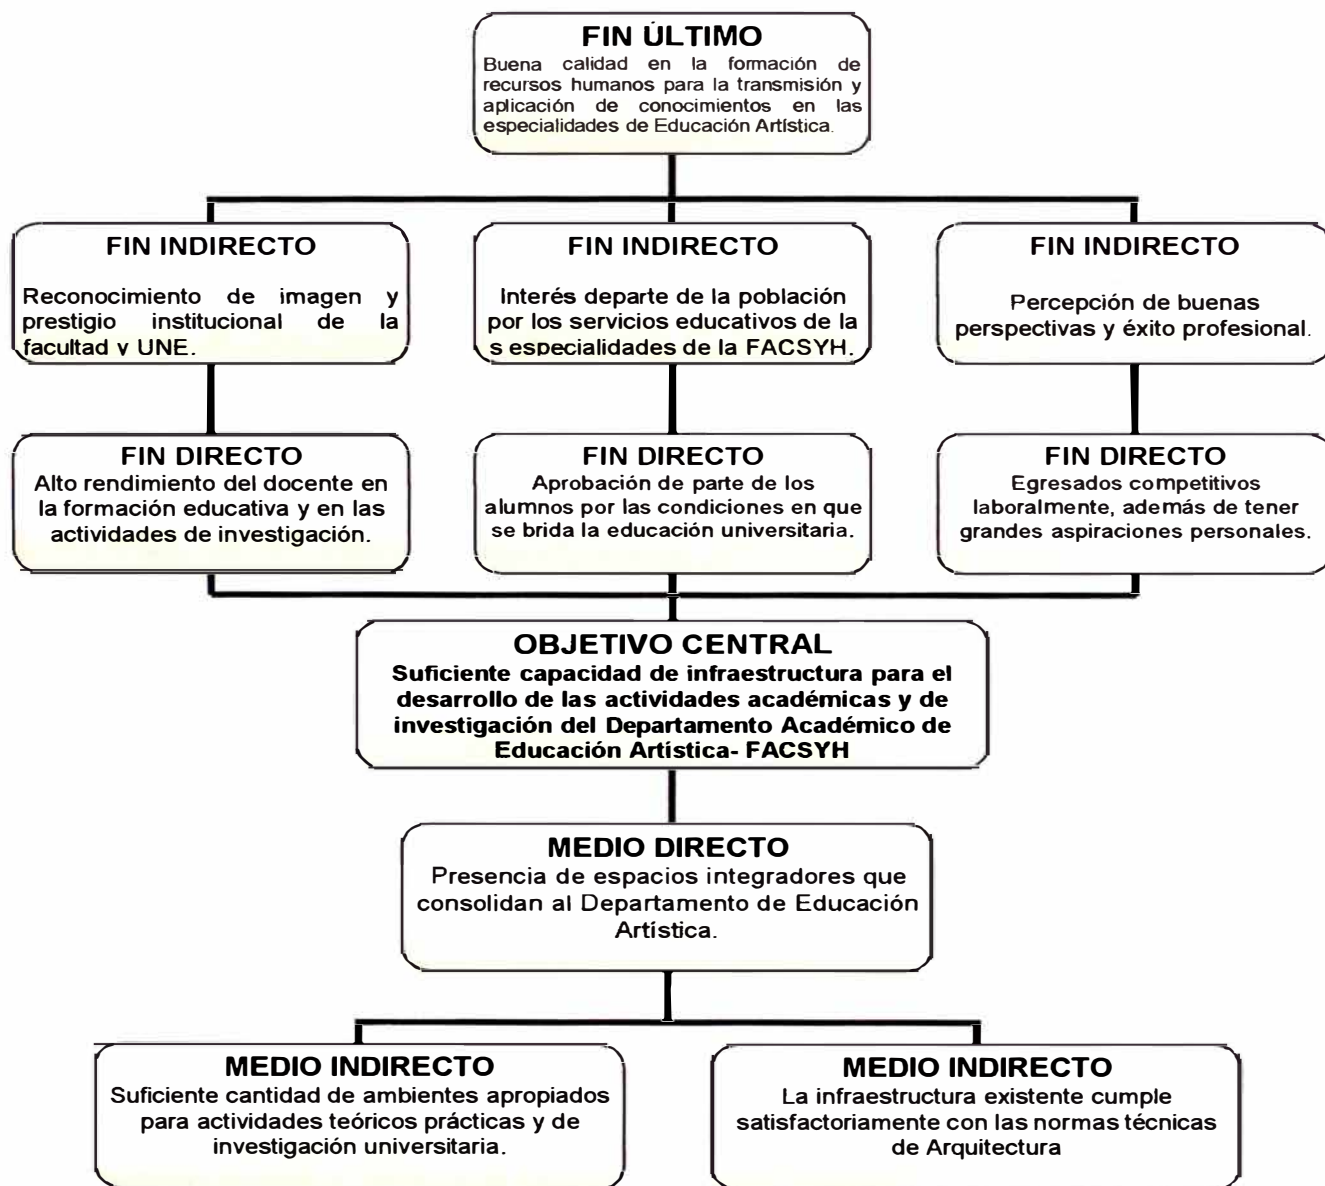 FIN ÚLTIMO
Buena calidad en la formación de
recursos humanos para la transmisión y
aplicación de conocimientos en las
especialidades de Educación Artística.
FIN INDIRECTO
Reconocimiento de imagen y
prestigio institucional de la
facultad y UNE.
FIN INDIRECTO
Interés departe de la población
por los servicios educativos de la
s especialidades de la FACSYH.
FIN INDIRECTO
Percepción de buenas
perspectivas y éxito profesional.
FIN DIRECTO
Alto rendimiento del docente en
la formación educativa y en las
actividades de investigación.
FIN DIRECTO
Aprobación de parte de los
alumnos por las condiciones en que
se brida la educación universitaria.
FIN DIRECTO
Egresados competitivos
laboralmente, además de tener
grandes aspiraciones personales.
OBJETIVO CENTRAL
Suficiente capacidad de infraestructura para el
desarrollo de las actividades académicas y de
investigación del Departamento Académico de
Educación Artística- FACSYH
MEDIO DIRECTO
Presencia de espacios integradores que
consolidan al Departamento de Educación
Artística.
MEDIO INDIRECTO
Suficiente cantidad de ambientes apropiados
para actividades teóricos prácticas y de
investigación universitaria.
MEDIO INDIRECTO
La infraestructura existente cumple
satisfactoriamente con las normas técnicas
de Arquitectura